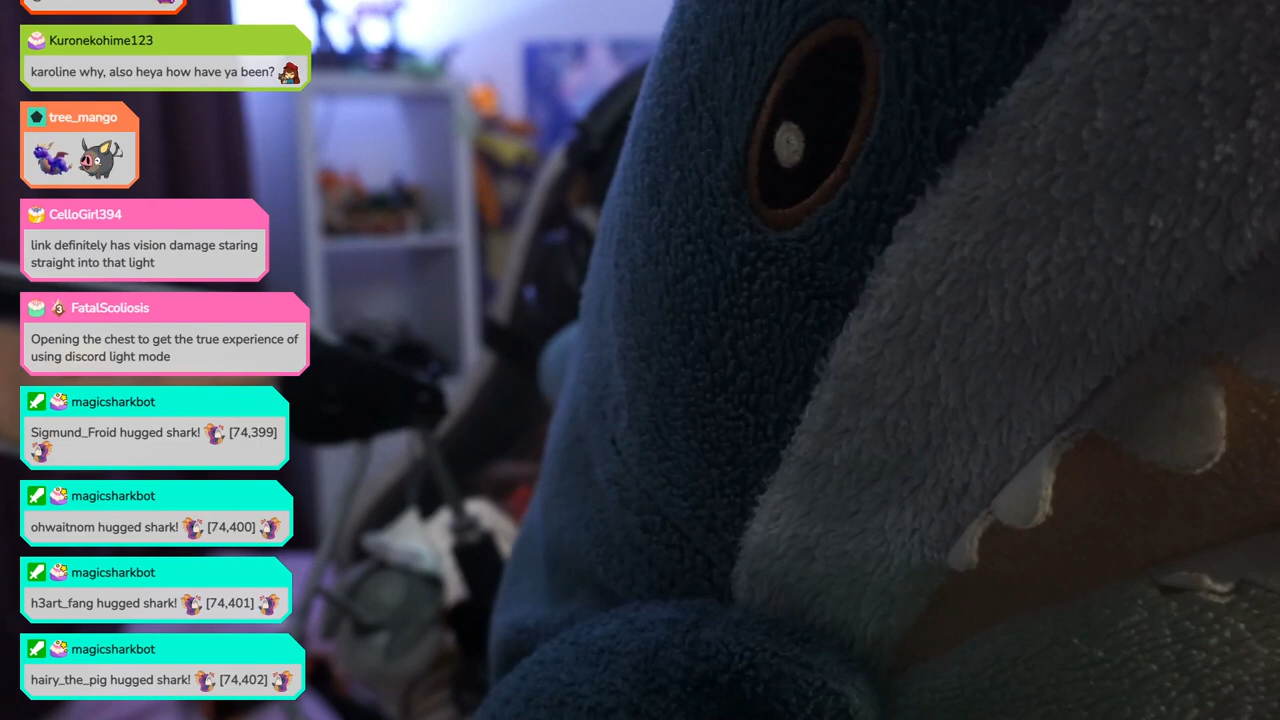 Kuronekohime123
karoline why, also heya how have ya been?
tree_mango
CelloGirl394
link definitely has vision damage staring
straight into that light
3 FatalScoliosis
Opening the chest to get the true experience of
using discord light mode
magicsharkbot
Sigmund_Froid hugged shark! [74,399]
magicsharkbot
ohwaitnom hugged shark! [74,400]
magicsharkbot
h3art_fang hugged shark! [74,401]
magicsharkbot
hairy_the_pig hugged shark! [74,402]